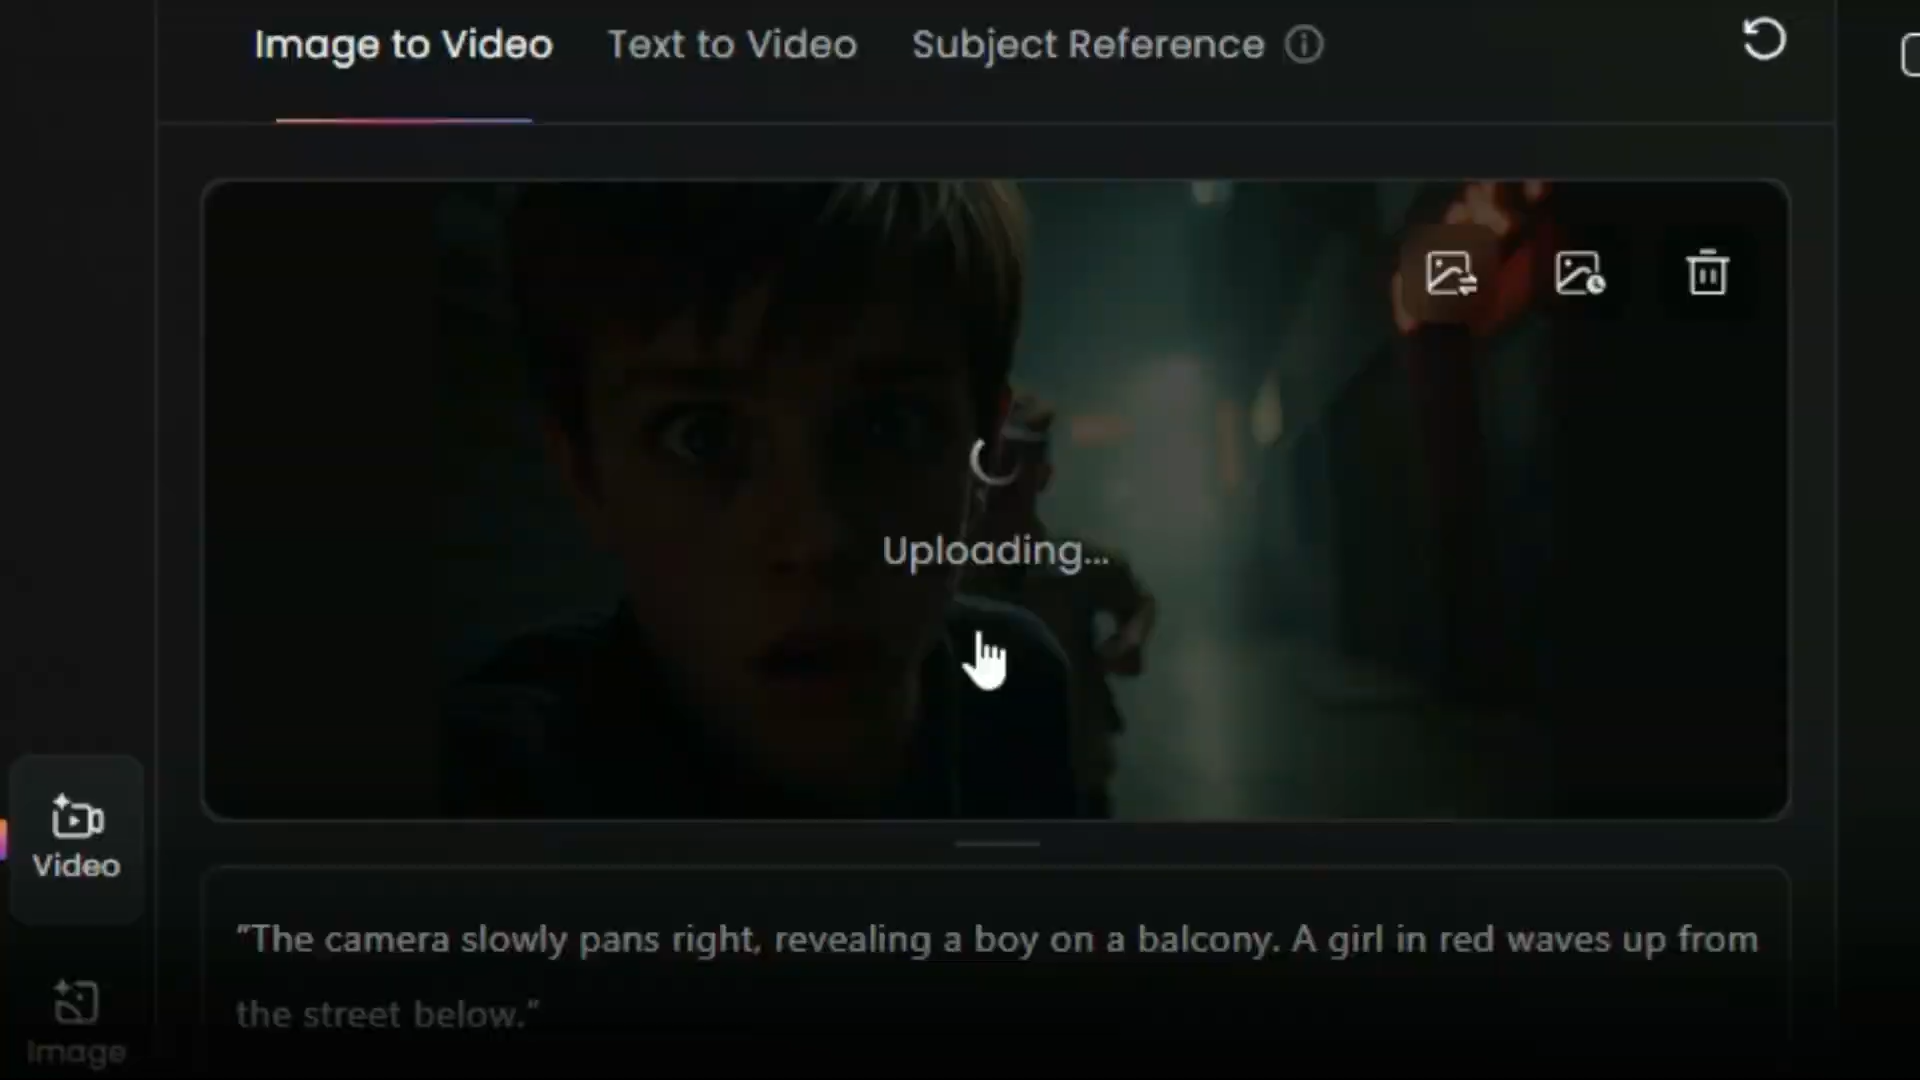 Image to Video Text to Video Subject Reference
Uploading...
Video
"The camera slowly pans right, revealing a boy on a balcony. A girl in red waves up from
the street below."
Image